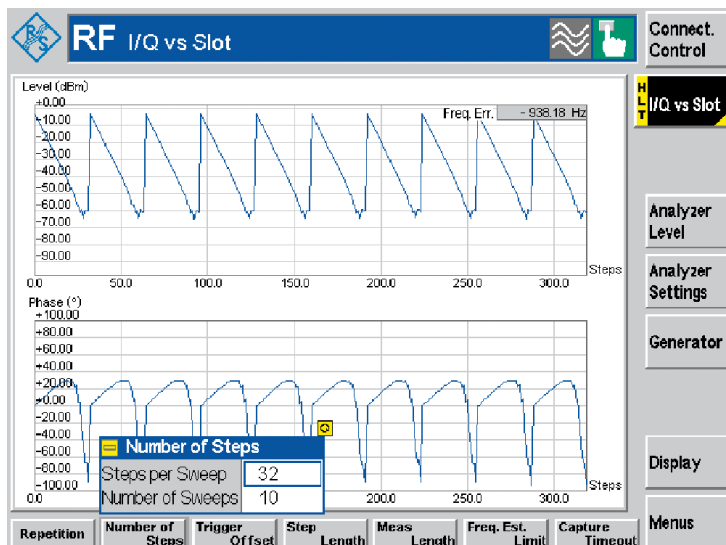 R&S
RF I/Q vs Slot
Connect.
Control
HLT
I/Q vs Slot
Level (dBm)
Freq. Err. - 938.18 Hz
+0.00
-10.00
-20.00
-30.00
-40.00
-50.00
-60.00
-70.00
-80.00
-90.00
Steps
0.0 50.0 100.0 150.0 200.0 250.0 300.0
Phase (°)
+100.00
+80.00
+60.00
+40.00
+20.00
+0.00
-20.00
-40.00
-60.00
-80.00
-100.00
Steps
0.0 200.0 250.0 300.0
Number of Steps
Steps per Sweep 32
Number of Sweeps 10
Analyzer
Level
Analyzer
Settings
Generator
Display
Menus
Repetition
Number of
Steps
Trigger
Offset
Step
Length
Meas
Length
Freq. Est.
Limit
Capture
Timeout